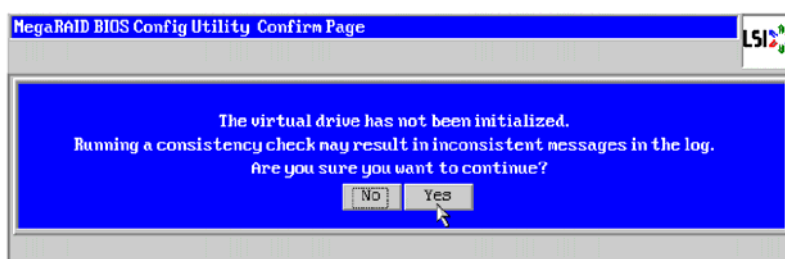 MegaRAID BIOS Config Utility Confirm Page
LSI
The virtual drive has not been initialized.
Running a consistency check may result in inconsistent messages in the log.
Are you sure you want to continue?
No Yes